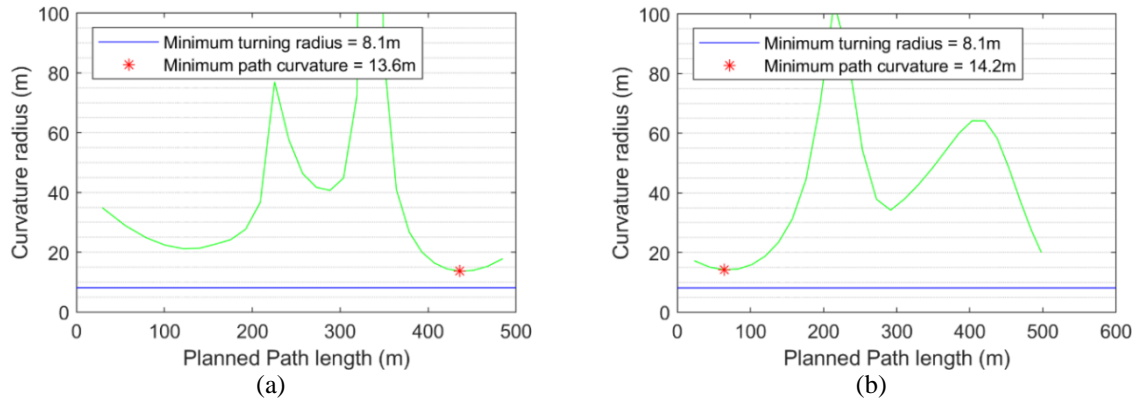 Minimum turning radius = 8.1m
Minimum path curvature = 13.6m
Curvature radius (m)
100
80
60
40
20
0
0 100 200 300 400 500
Planned Path length (m)
(a)
Minimum turning radius = 8.1m
Minimum path curvature = 14.2m
Curvature radius (m)
100
80
60
40
20
0
0 100 200 300 400 500 600
Planned Path length (m)
(b)